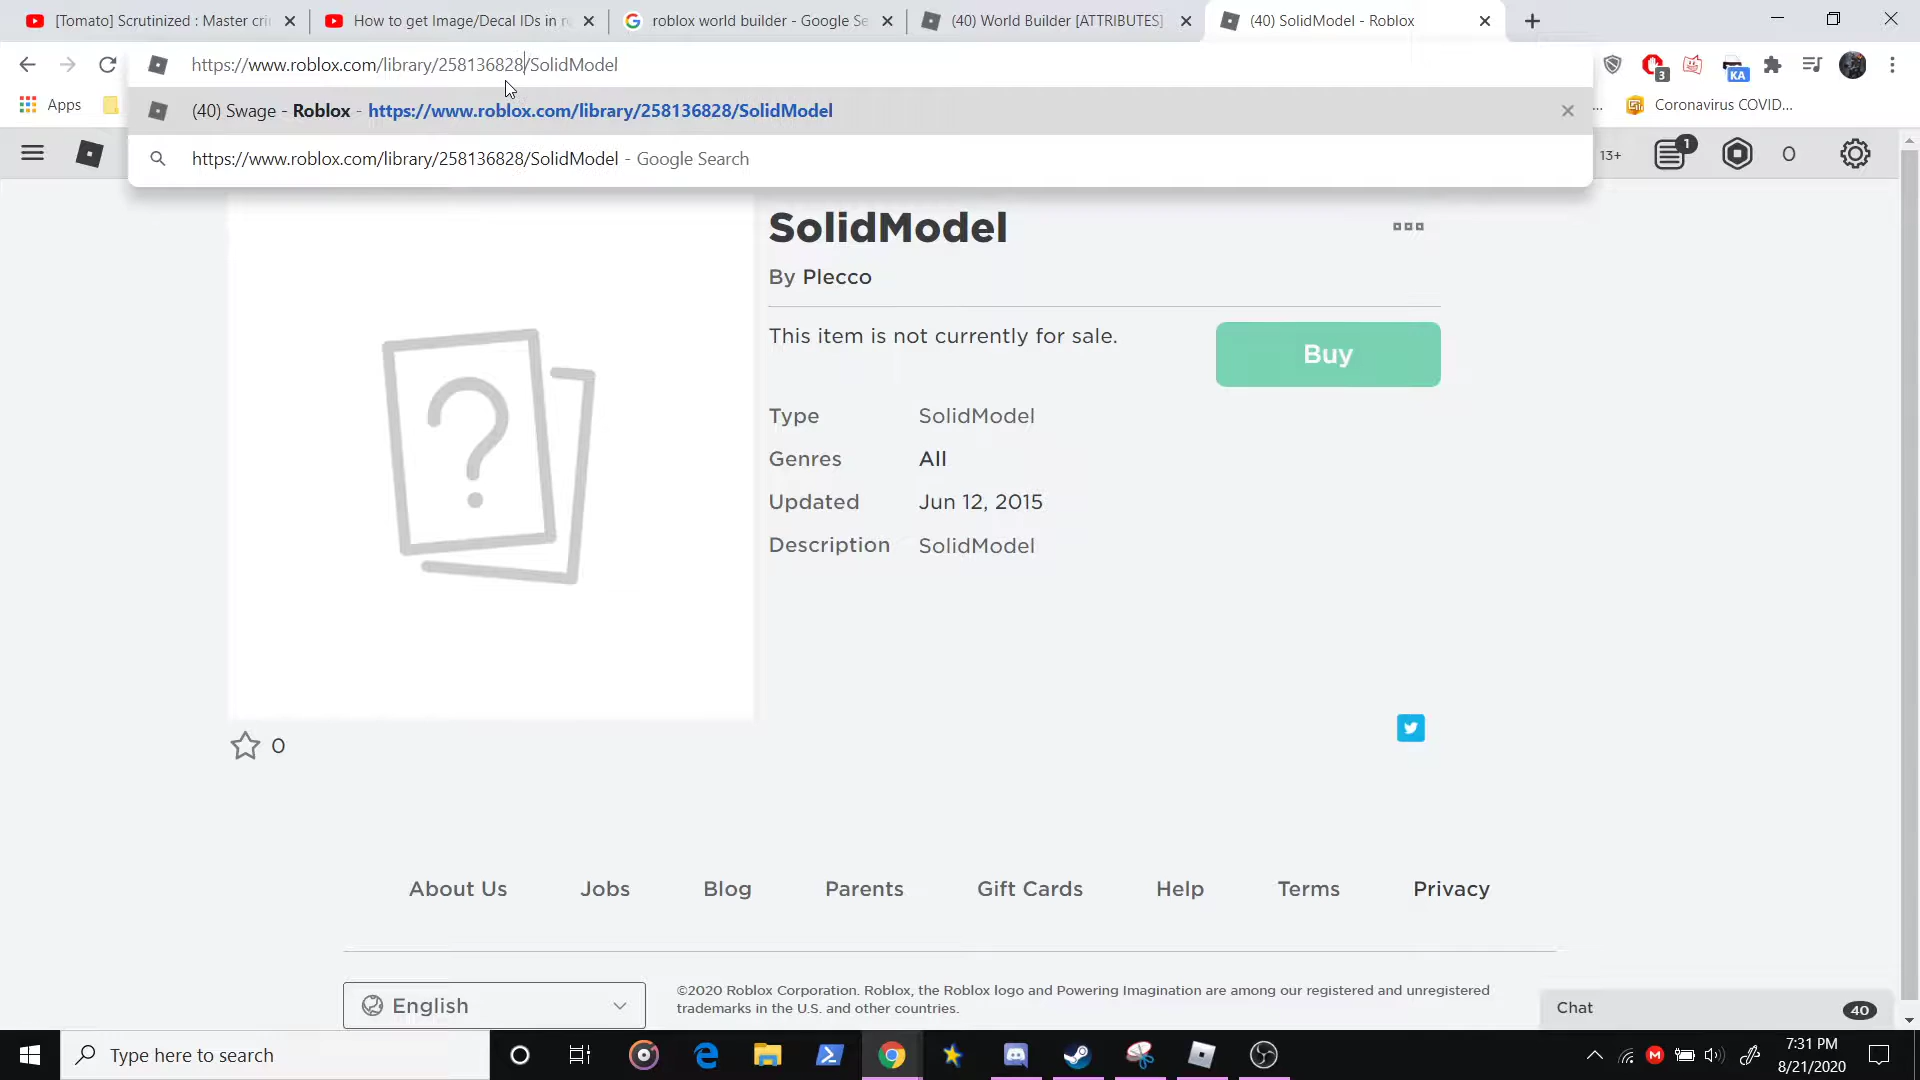 [Tomato] Scrutinized : Master cri
How to get Image/Decal IDs in r
roblox world builder - Google Se
(40) World Builder [ATTRIBUTES]
(40) SolidModel - Roblox
https://www.roblox.com/library/258136828/SolidModel
3
KA
Apps
(40) Swage - Roblox - https://www.roblox.com/library/258136828/SolidModel
...
Coronavirus COVID...
https://www.roblox.com/library/258136828/SolidModel - Google Search
13+
1
0
SolidModel
By Plecco
This item is not currently for sale.
Buy
Type SolidModel
Genres All
Updated Jun 12, 2015
Description SolidModel
0
About Us
Jobs
Blog
Parents
Gift Cards
Help
Terms
Privacy
English
©2020 Roblox Corporation. Roblox, the Roblox logo and Powering Imagination are among our registered and unregistered
trademarks in the U.S. and other countries.
Chat
40
Type here to search
7:31 PM
8/21/2020